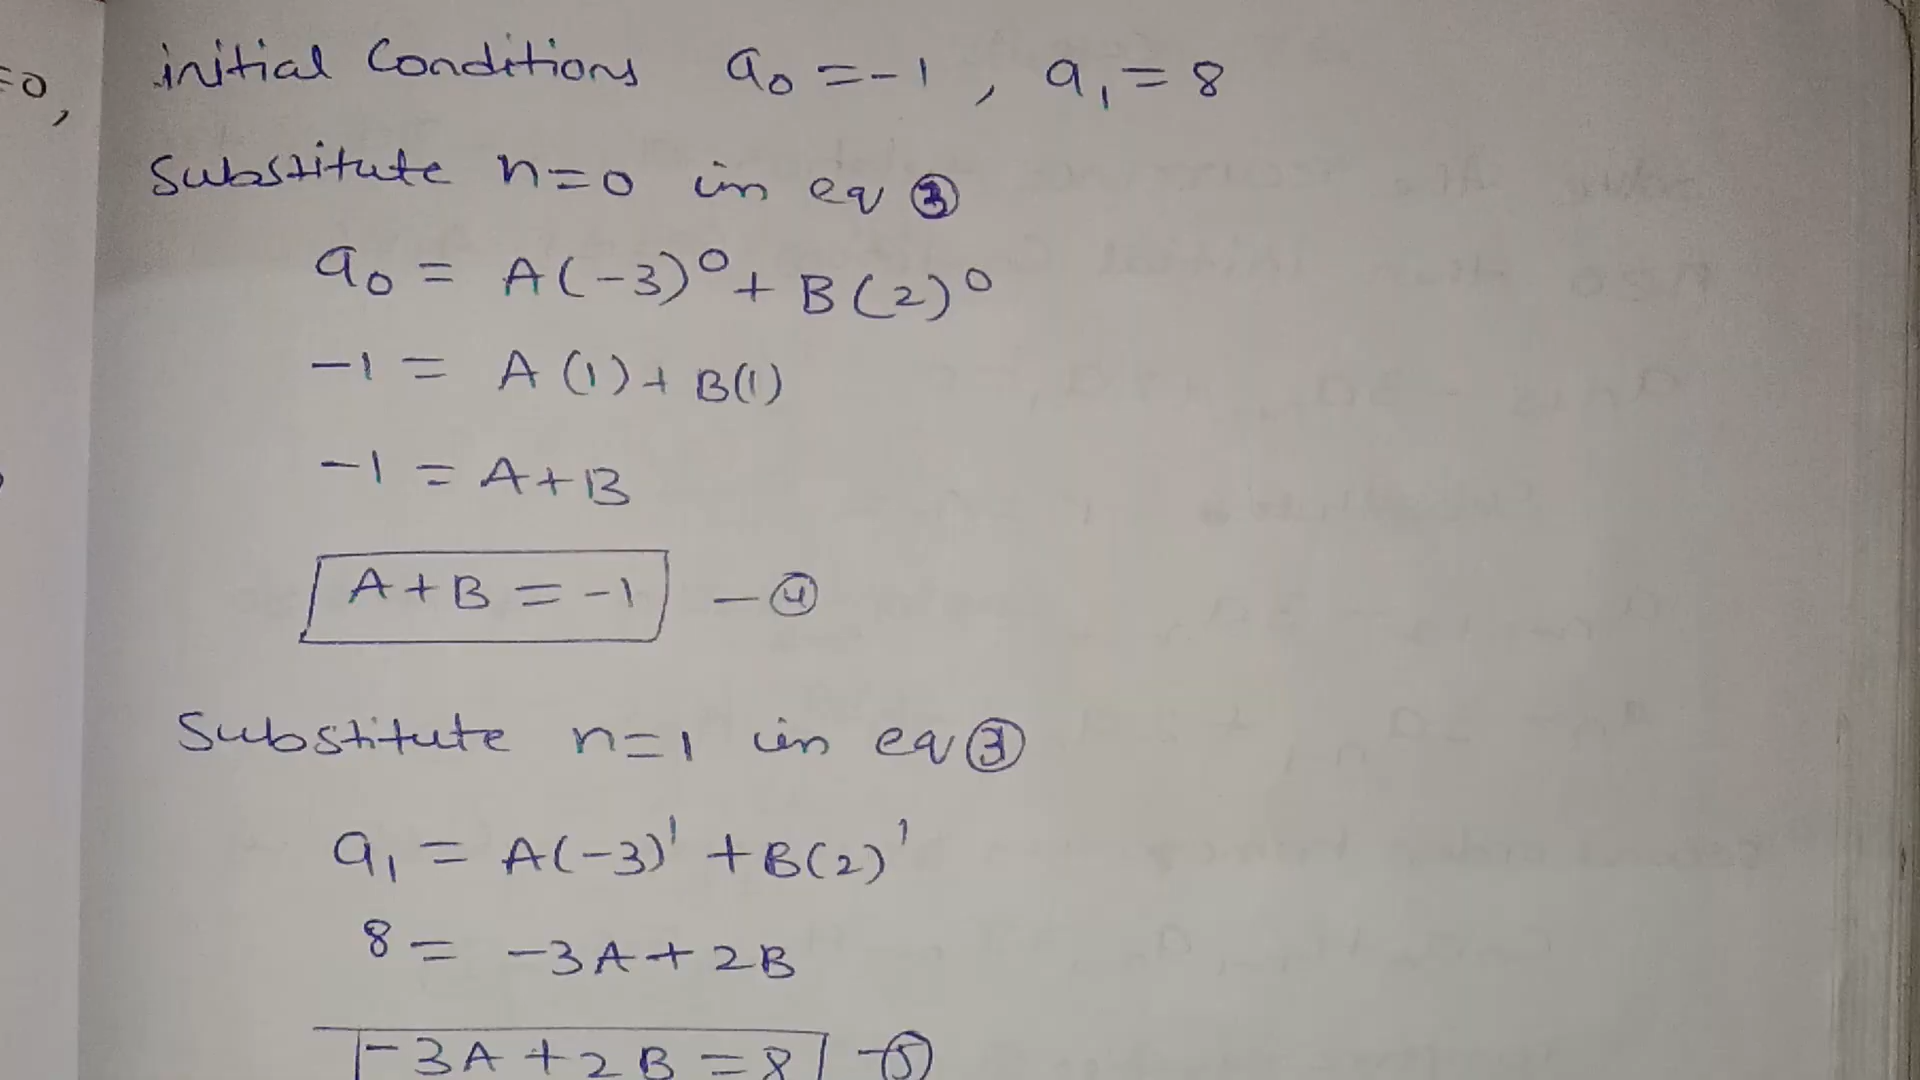 =0,
initial Conditions a₀ = -1, a₁ = 8
Substitute n=0 in eq ③
a₀ = A(-3)⁰ + B(2)⁰
-1 = A(1) + B(1)
-1 = A+B
A+B = -1 — ④
Substitute n=1 in eq ③
a₁ = A(-3)¹ + B(2)¹
8 = -3A + 2B
-3A + 2B = 8 — ⑤